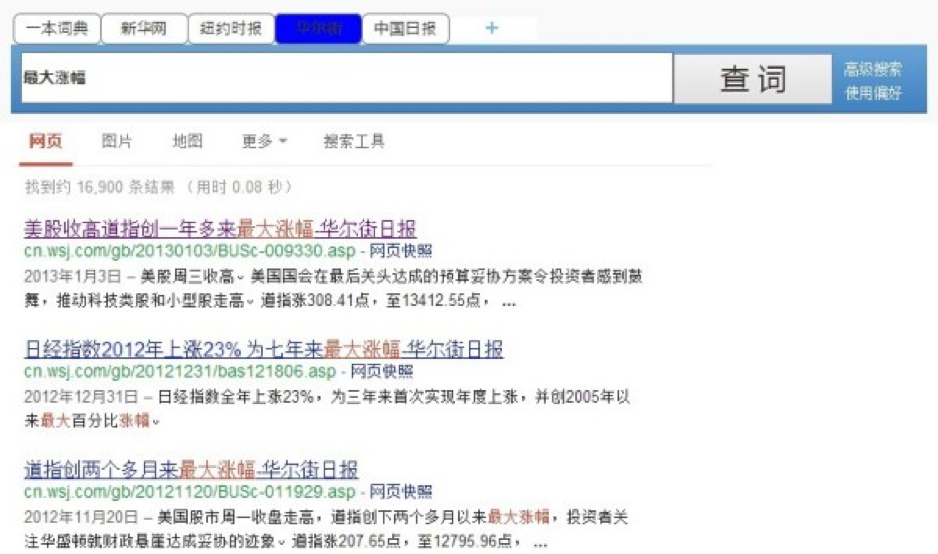 一本词典 新华网 纽约时报 华尔街 中国日报 +
最大涨幅 查词 高级搜索
使用偏好
网页 图片 地图 更多 搜索工具
找到约 16,900 条结果 （用时 0.08 秒）
美股收高道指创一年多来最大涨幅-华尔街日报
cn.wsj.com/gb/20130103/BUSc-009330.asp - 网页快照
2013年1月3日 – 美股周三收高。美国国会在最后关头达成的预算妥协方案令投资者感到鼓
舞，推动科技类股和小型股走高。道指涨308.41点，至13412.55点， ...
日经指数2012年上涨23% 为七年来最大涨幅-华尔街日报
cn.wsj.com/gb/20121231/bas121806.asp - 网页快照
2012年12月31日 – 日经指数全年上涨23%，为三年来首次实现年度上涨，并创2005年以
来最大百分比涨幅。
道指创两个多月来最大涨幅-华尔街日报
cn.wsj.com/gb/20121120/BUSc-011929.asp - 网页快照
2012年11月20日 – 美国股市周一收盘走高，道指创下两个多月以来最大涨幅，投资者关
注华盛顿就财政悬崖达成妥协的迹象。道指涨207.65点，至12795.96点， ...